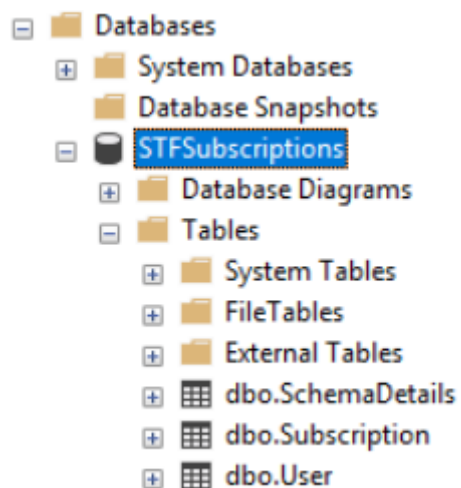 Databases
System Databases
Database Snapshots
STFSubscriptions
Database Diagrams
Tables
System Tables
FileTables
External Tables
dbo.SchemaDetails
dbo.Subscription
dbo.User